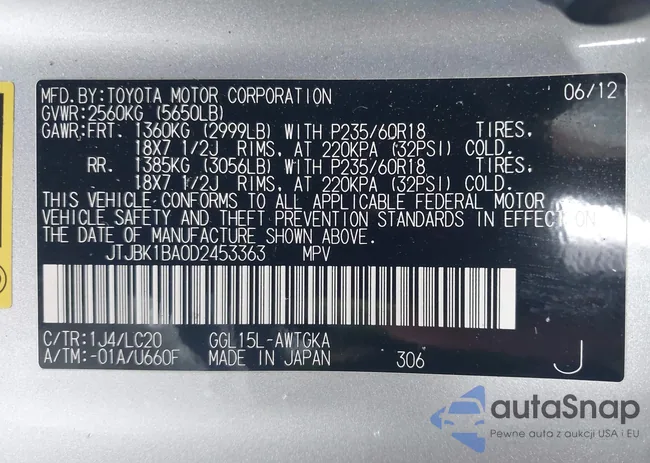 MFD.BY:TOYOTA MOTOR CORPORATION 06/12
GVWR:2560KG (5650LB)
GAWR:FRT. 1360KG (2999LB) WITH P235/60R18 TIRES,
18X7 1/2J RIMS, AT 220KPA (32PSI) COLD.
RR. 1385KG (3056LB) WITH P235/60R18 TIRES,
18X7 1/2J RIMS, AT 220KPA (32PSI) COLD.
THIS VEHICLE CONFORMS TO ALL APPLICABLE FEDERAL MOTOR
VEHICLE SAFETY AND THEFT PREVENTION STANDARDS IN EFFECT ON
THE DATE OF MANUFACTURE SHOWN ABOVE.
JTJBK1BA0D2453363 MPV
C/TR:1J4/LC20 GGL15L-AWTGKA
A/TM:-01A/U660F MADE IN JAPAN 306 J
autaSnap
Pewne auta z aukcji USA i EU